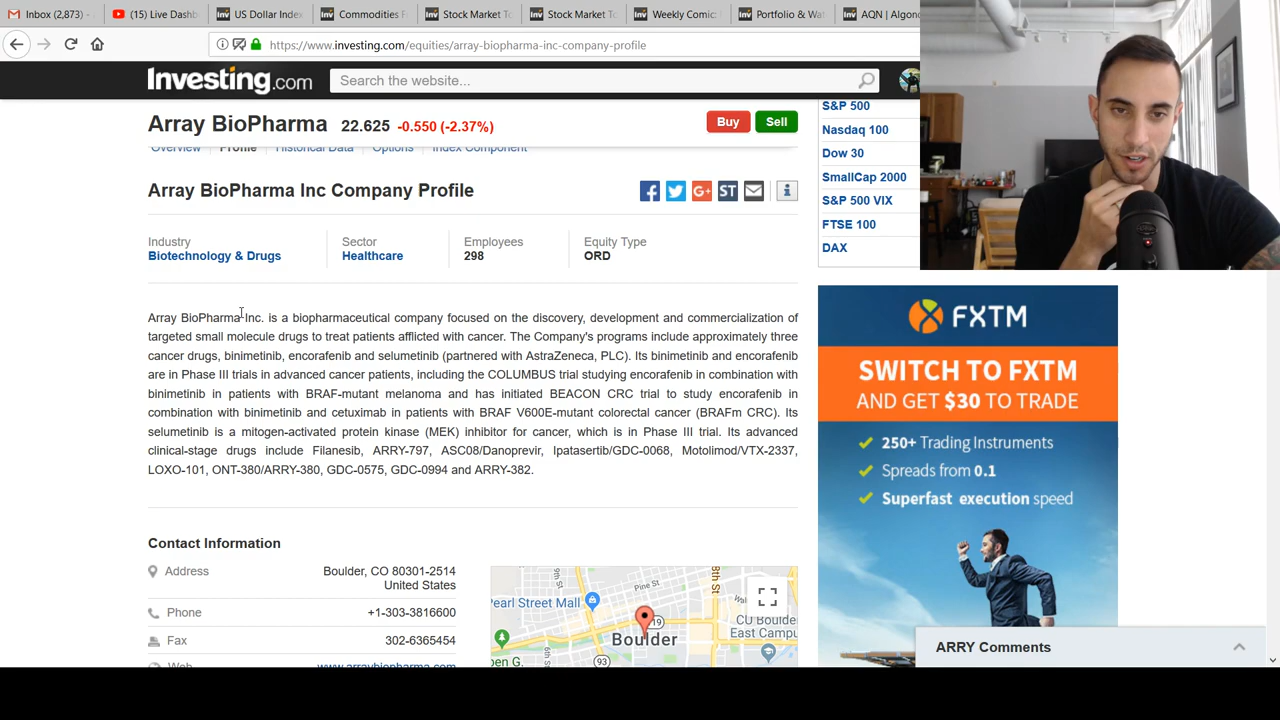 Inbox (2,873) -
(15) Live Dashb
US Dollar Index
Commodities F
Stock Market To
Stock Market To
Weekly Comic:
Portfolio & Wat
AQN | Algonq
https://www.investing.com/equities/array-biopharma-inc-company-profile
Investing.com
Search the website...
Array BioPharma 22.625 -0.550 (-2.37%)
Buy
Sell
Overview Profile Historical Data Options Index Component
Array BioPharma Inc Company Profile
ST
Industry
Biotechnology & Drugs
Sector
Healthcare
Employees
298
Equity Type
ORD
Array BioPharma Inc. is a biopharmaceutical company focused on the discovery, development and commercialization of
targeted small molecule drugs to treat patients afflicted with cancer. The Company's programs include approximately three
cancer drugs, binimetinib, encorafenib and selumetinib (partnered with AstraZeneca, PLC). Its binimetinib and encorafenib
are in Phase III trials in advanced cancer patients, including the COLUMBUS trial studying encorafenib in combination with
binimetinib in patients with BRAF-mutant melanoma and has initiated BEACON CRC trial to study encorafenib in
combination with binimetinib and cetuximab in patients with BRAF V600E-mutant colorectal cancer (BRAFm CRC). Its
selumetinib is a mitogen-activated protein kinase (MEK) inhibitor for cancer, which is in Phase III trial. Its advanced
clinical-stage drugs include Filanesib, ARRY-797, ASC08/Danoprevir, Ipatasertib/GDC-0068, Motolimod/VTX-2337,
LOXO-101, ONT-380/ARRY-380, GDC-0575, GDC-0994 and ARRY-382.
Contact Information
Address
Boulder, CO 80301-2514
United States
Phone
+1-303-3816600
Fax
302-6365454
Web
www.arraybiopharma.com
Pearl Street Mall
Pine St
18th St
19
Boulder
CU Boulder
East Campu
93
6th S
pen G.
S&P 500
Nasdaq 100
Dow 30
SmallCap 2000
S&P 500 VIX
FTSE 100
DAX
FXTM
SWITCH TO FXTM
AND GET $30 TO TRADE
250+ Trading Instruments
Spreads from 0.1
Superfast execution speed
ARRY Comments